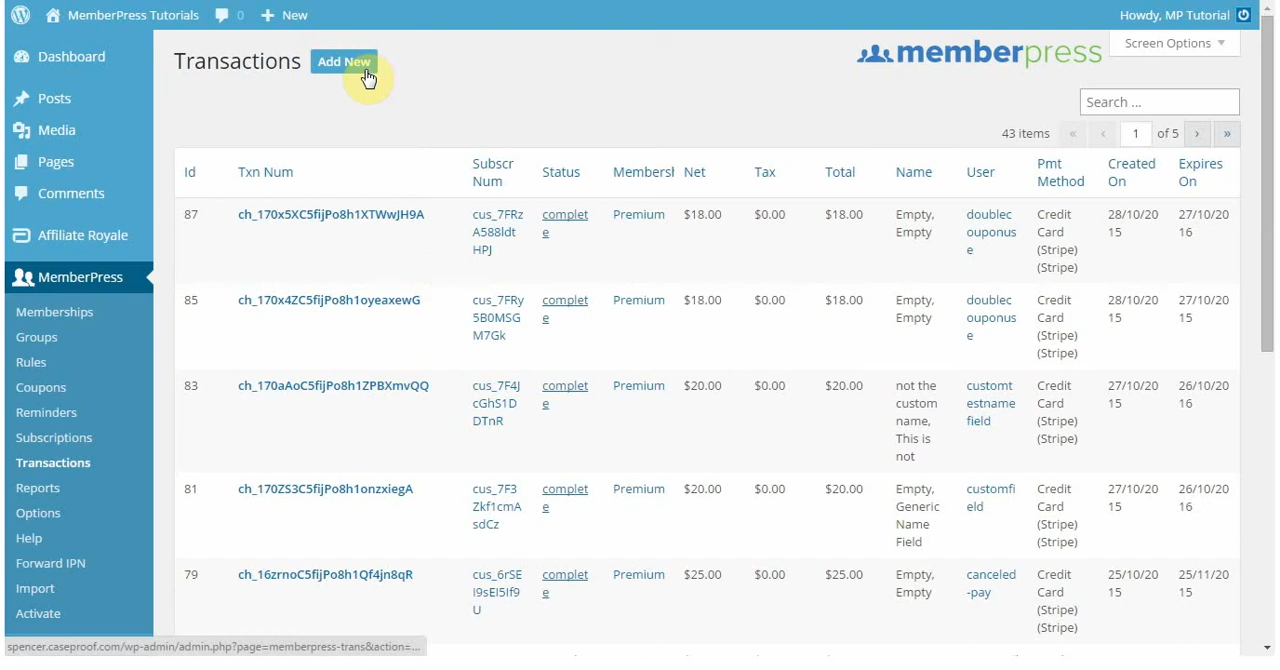 MemberPress Tutorials 0 New Howdy, MP Tutorial
Dashboard
Posts
Media
Pages
Comments
Affiliate Royale
MemberPress
Memberships
Groups
Rules
Coupons
Reminders
Subscriptions
Transactions
Reports
Options
Help
Forward IPN
Import
Activate
Transactions Add New
memberpress
Screen Options
Search ...
43 items « ‹ 1 of 5 › »
Id Txn Num Subscr Num Status Membersh Net Tax Total Name User Pmt Method Created On Expires On
87 ch_170x5XC5fijPo8h1XTWwJH9A cus_7FRz complet Premium $18.00 $0.00 $18.00 Empty, doublec Credit 28/10/20 27/10/20
A588ldt e Empty ouponus Card 15 16
HPJ e (Stripe)
(Stripe)
85 ch_170x4ZC5fijPo8h1oyeaxewG cus_7FRy complet Premium $18.00 $0.00 $18.00 Empty, doublec Credit 28/10/20 27/10/20
5B0MSG e Empty ouponus Card 15 15
M7Gk e (Stripe)
(Stripe)
83 ch_170aAoC5fijPo8h1ZPBXmvQQ cus_7F4J complet Premium $20.00 $0.00 $20.00 not the customt Credit 27/10/20 26/10/20
cGhS1D e custom estname Card 15 16
DTnR name, field (Stripe)
This is (Stripe)
not
81 ch_170ZS3C5fijPo8h1onzxiegA cus_7F3 complet Premium $20.00 $0.00 $20.00 Empty, customfi Credit 27/10/20 26/10/20
Zkf1cmA e Generic eld Card 15 16
sdCz Name (Stripe)
Field (Stripe)
79 ch_16zrnoC5fijPo8h1Qf4jn8qR cus_6rSE complet Premium $25.00 $0.00 $25.00 Empty, canceled Credit 25/10/20 25/11/20
I9sEI5If9 e Empty -pay Card 15 15
U (Stripe)
(Stripe)
spencer.caseproof.com/wp-admin/admin.php?page=memberpress-trans&action=...